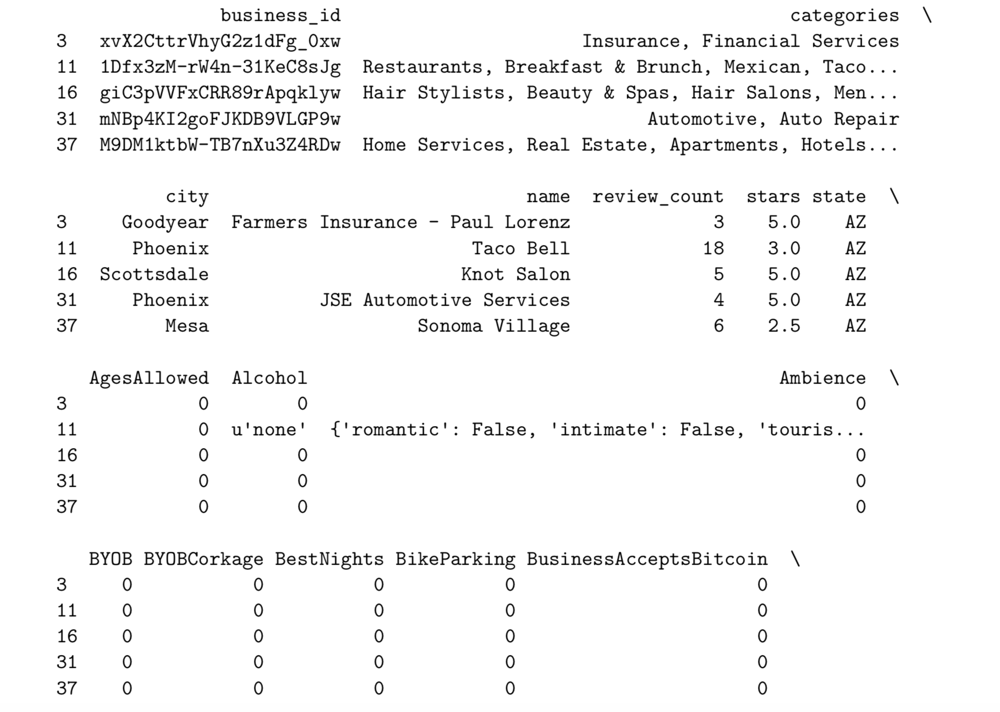 business_id categories \
3 xvX2CttrVhyG2z1dFg_0xw Insurance, Financial Services
11 1Dfx3zM-rW4n-31KeC8sJg Restaurants, Breakfast & Brunch, Mexican, Taco...
16 giC3pVVFxCRR89rApqklyw Hair Stylists, Beauty & Spas, Hair Salons, Men...
31 mNBp4KI2goFJKDB9VLGP9w Automotive, Auto Repair
37 M9DM1ktbW-TB7nXu3Z4RDw Home Services, Real Estate, Apartments, Hotels...
city name review_count stars state \
3 Goodyear Farmers Insurance - Paul Lorenz 3 5.0 AZ
11 Phoenix Taco Bell 18 3.0 AZ
16 Scottsdale Knot Salon 5 5.0 AZ
31 Phoenix JSE Automotive Services 4 5.0 AZ
37 Mesa Sonoma Village 6 2.5 AZ
AgesAllowed Alcohol Ambience \
3 0 0 0
11 0 u'none' {'romantic': False, 'intimate': False, 'touris...
16 0 0 0
31 0 0 0
37 0 0 0
BYOB BYOBCorkage BestNights BikeParking BusinessAcceptsBitcoin \
3 0 0 0 0 0
11 0 0 0 0 0
16 0 0 0 0 0
31 0 0 0 0 0
37 0 0 0 0 0